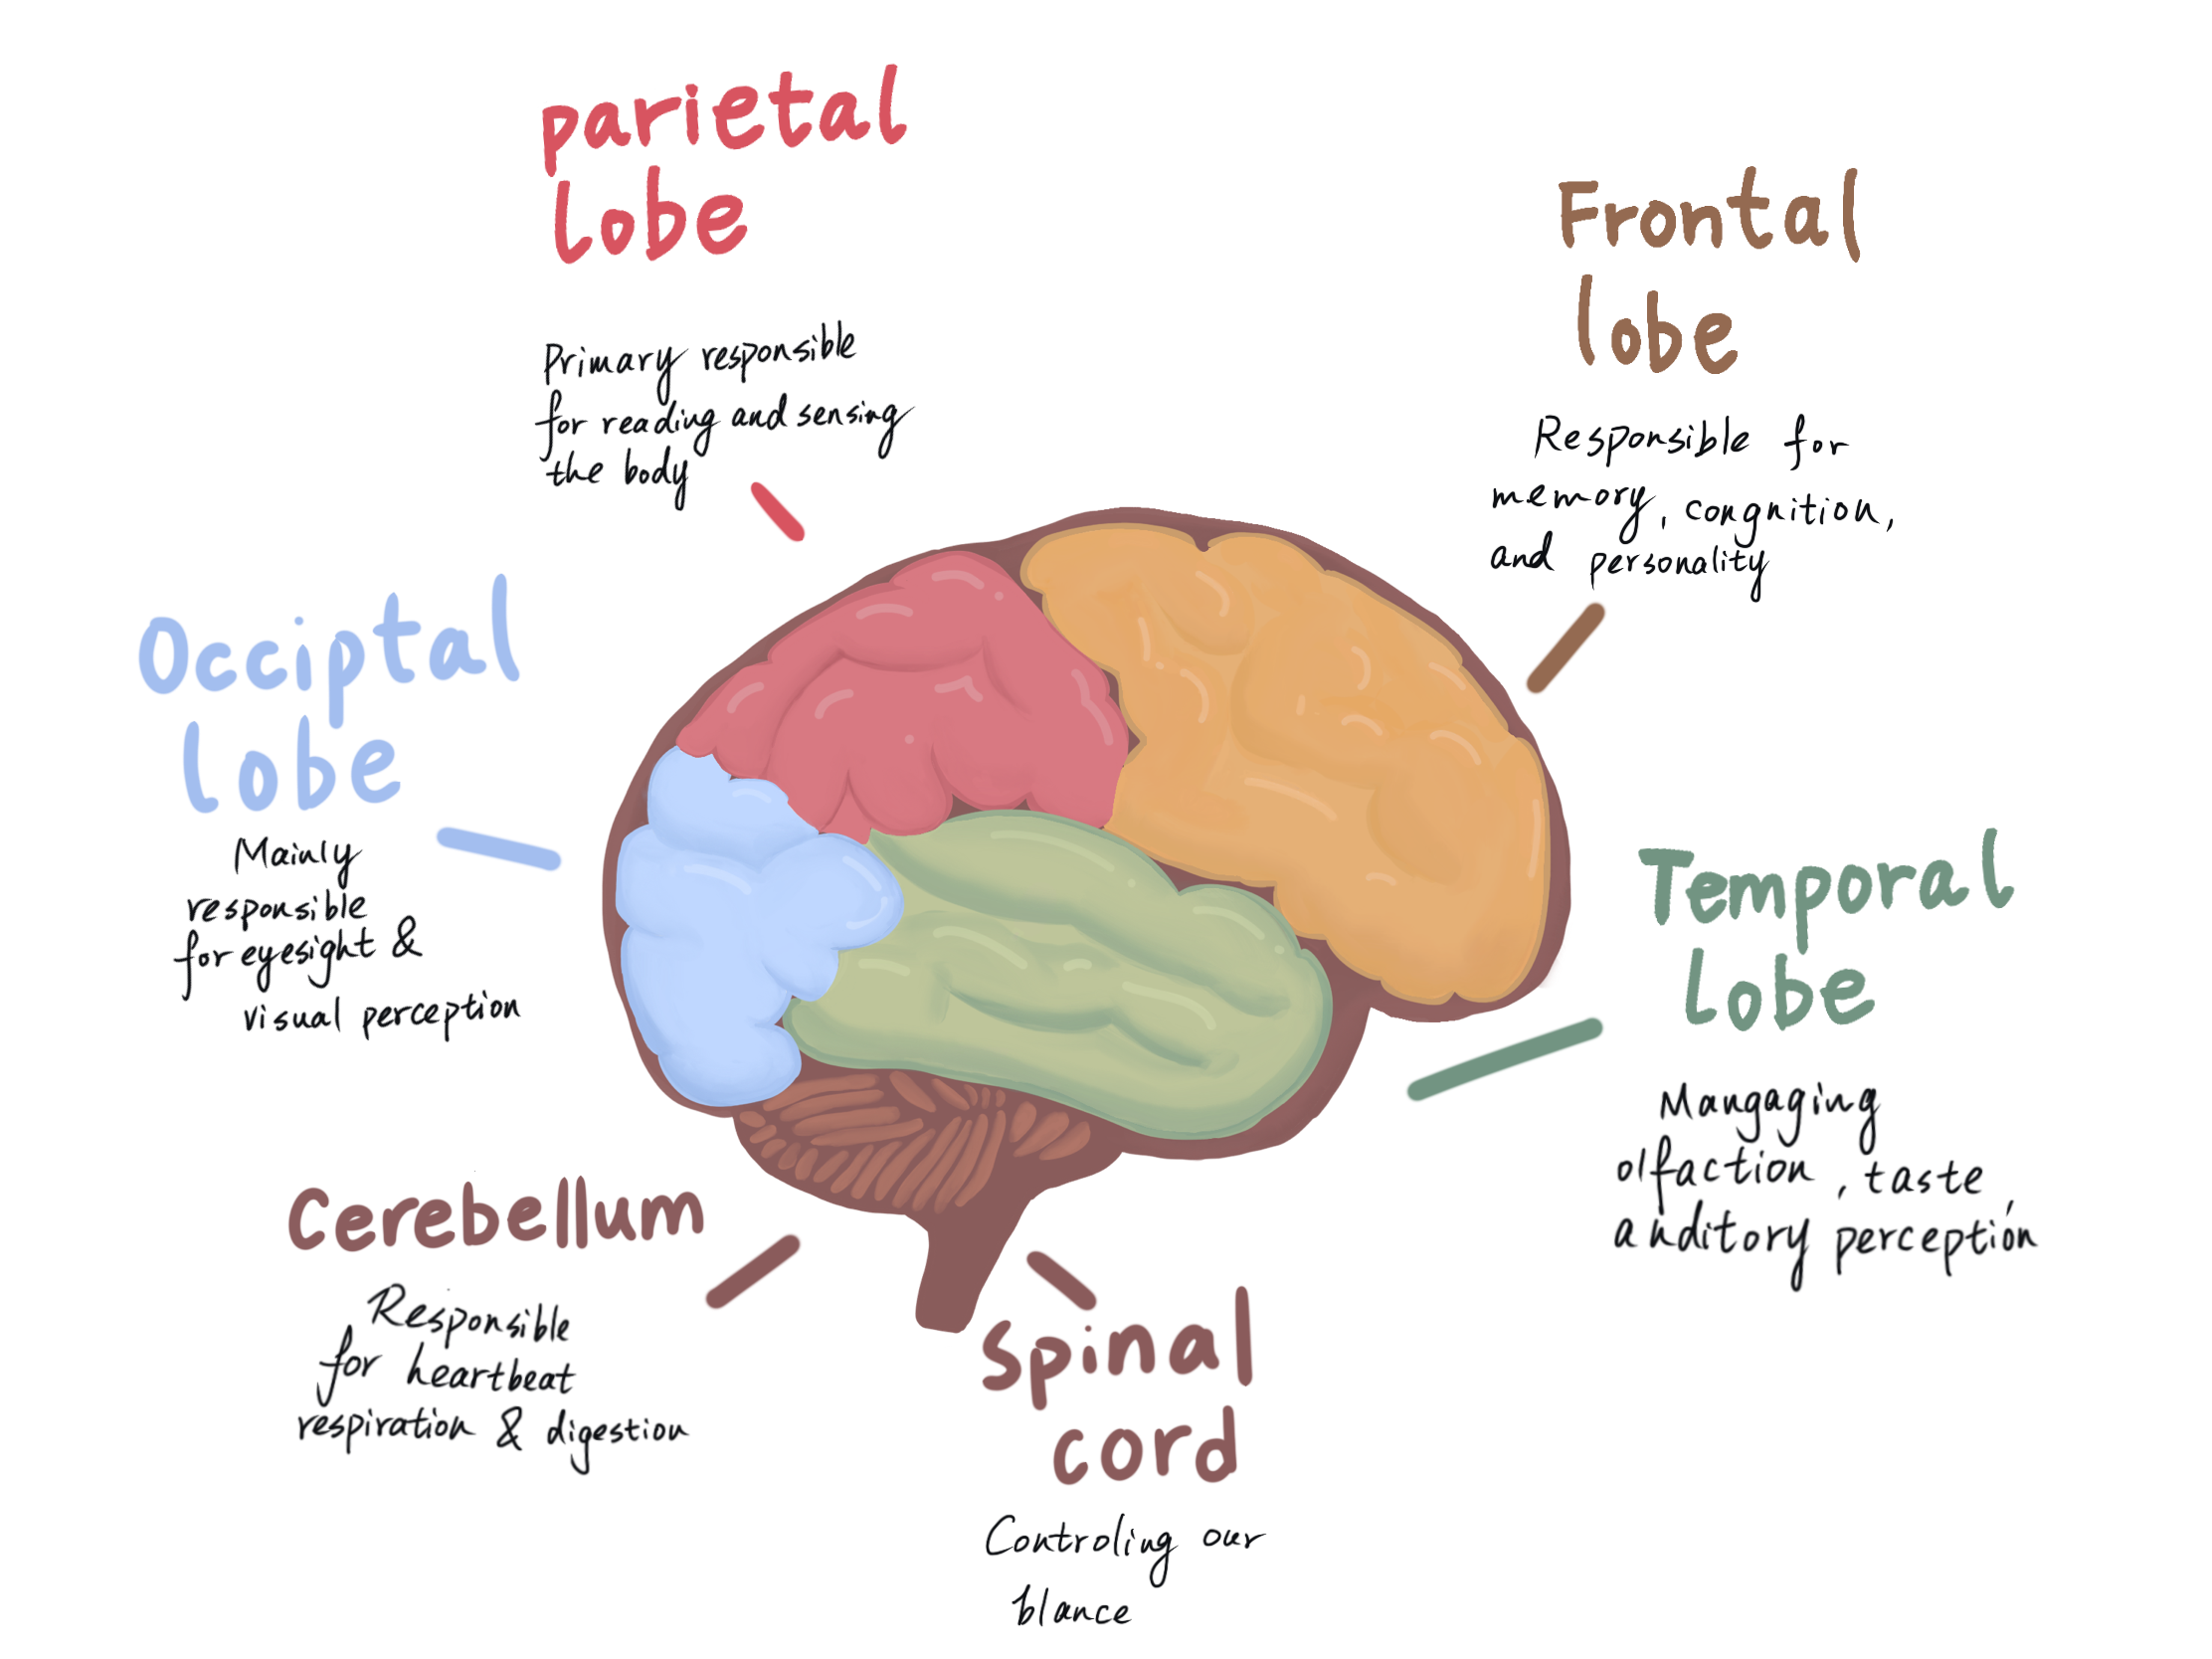 parietal
lobe
Primary responsible
for reading and sensing
the body
Frontal
lobe
Responsible for
memory, congnition,
and personality
Occiptal
lobe
Mainly
responsible
for eyesight &
visual perception
Temporal
lobe
Mangaging
olfaction, taste,
auditory perception
Cerebellum
Responsible
for heartbeat
respiration & digestion
Spinal
cord
Controling our
blance